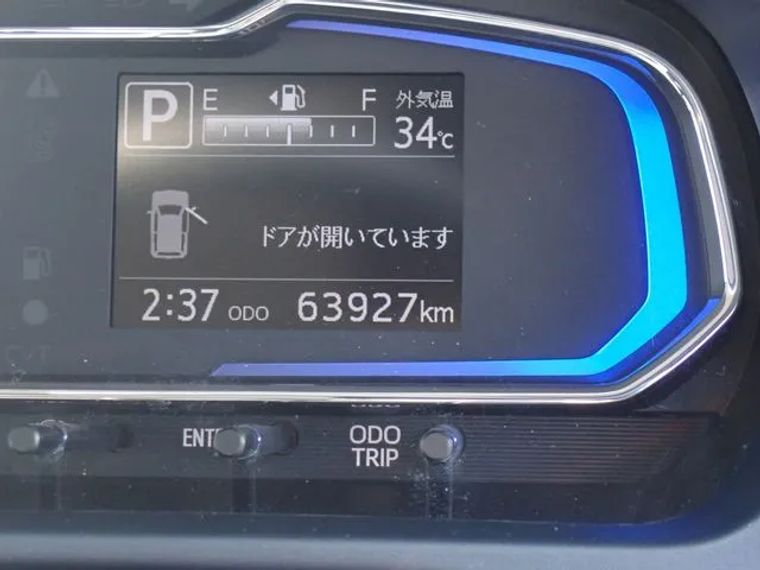 P E F 外気温
34℃
ドアが開いています
2:37 ODO 63927km
ENTE
ODO
TRIP